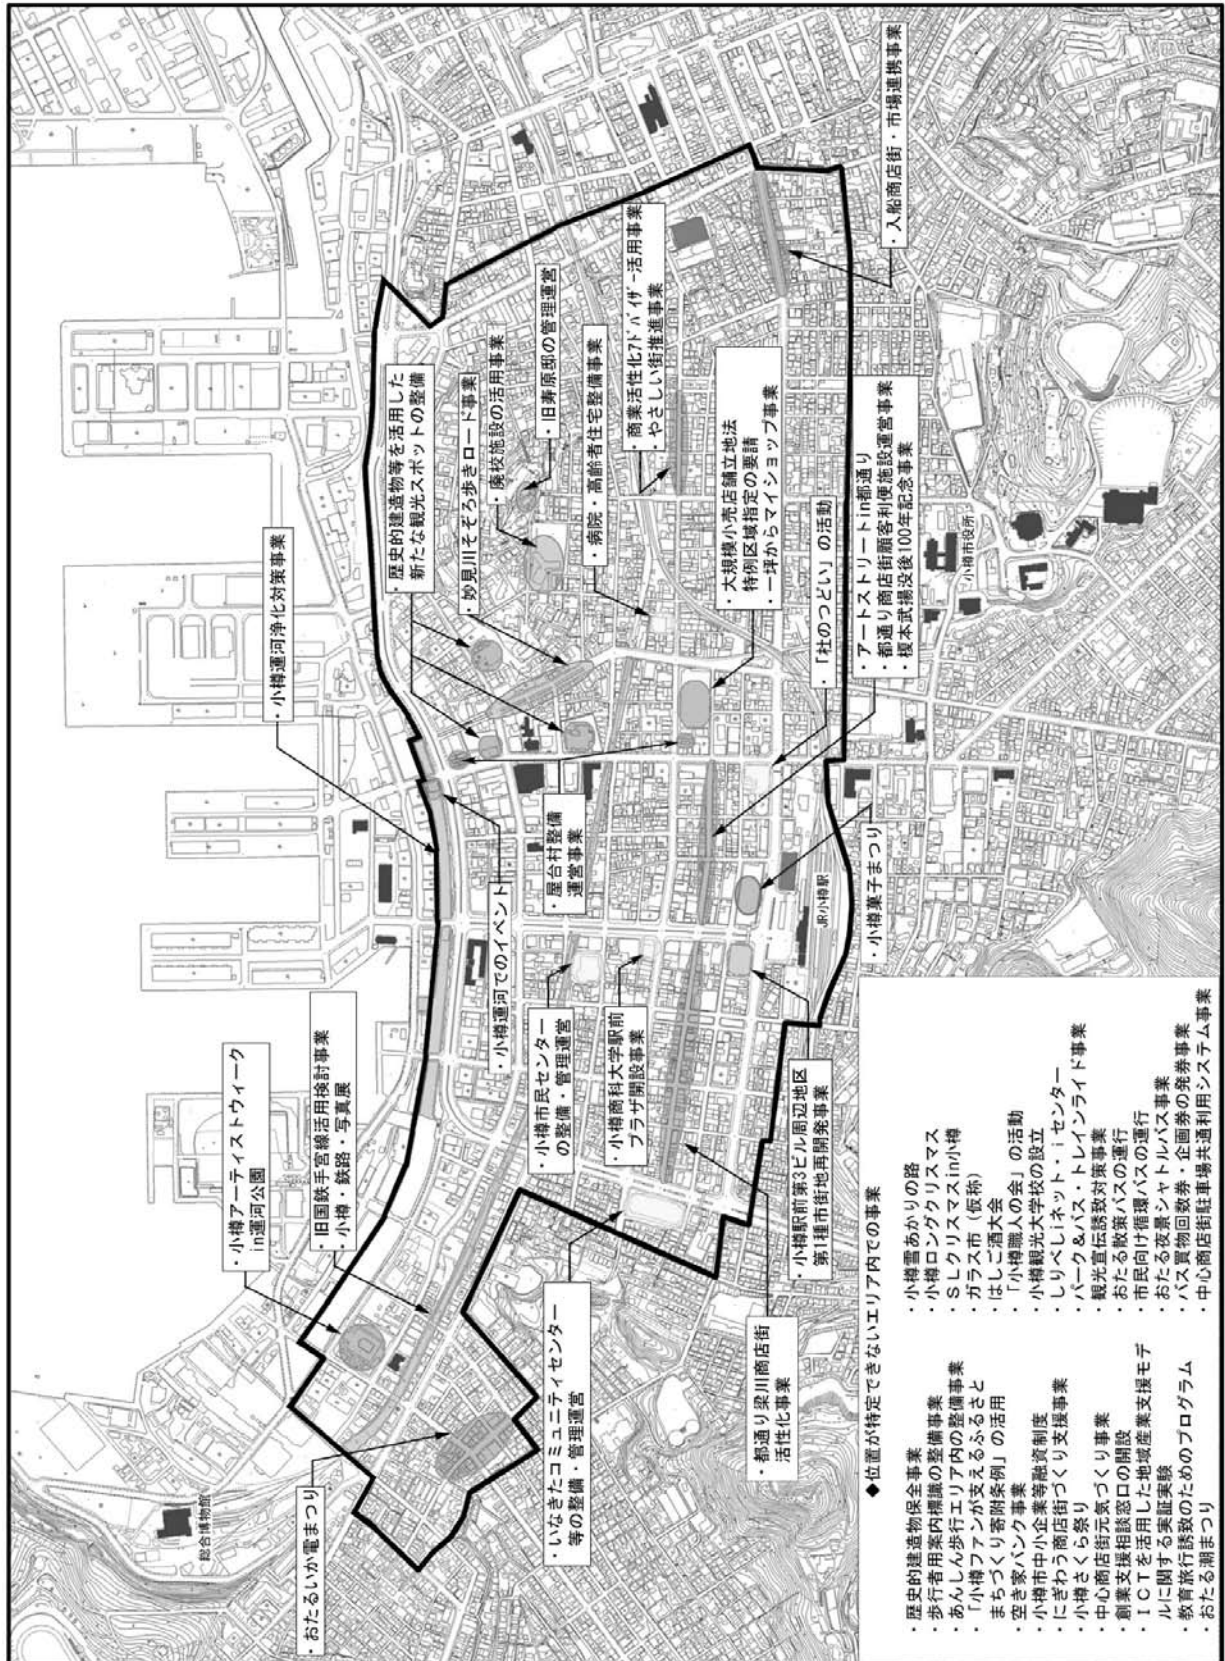 ・小樽運河浄化対策事業
・歴史的建造物等を活用した
新たな観光スポットの整備
・妙見川そぞろ歩きロード事業
・廃校施設の活用事業
・旧寿原邸の管理運営
・病院・高齢者住宅整備事業
・商業活性化ｱﾄﾞﾊﾞｲｻﾞｰ活用事業
・やさしい街推進事業
・入船商店街・市場連携事業
・大規模小売店舗立地法
特例区域指定の要請
・一坪からマイショップ事業
・「杜のつどい」の活動
・アートストリートin都通り
・都通り商店街顧客利便施設運営事業
・榎本武揚没後100年記念事業
小樽市役所
・小樽アーティストウィーク
in運河公園
・旧国鉄手宮線活用検討事業
・小樽・鉄路・写真展
・小樽運河でのイベント
・屋台村整備
運営事業
・小樽市民センター
の整備・管理運営
・小樽商科大学駅前
プラザ開設事業
・小樽駅前第3ビル周辺地区
第1種市街地再開発事業
JR小樽駅
・小樽菓子まつり
総合博物館
・おたるいか電まつり
・いなきたコミュニティセンター
等の整備・管理運営
・都通り梁川商店街
活性化事業
◆位置が特定できないエリア内での事業
・歴史的建造物保全事業
・歩行者用案内標識の整備事業
・あんしん歩行エリア内の整備事業
・「小樽ファンが支えるふるさと
まちづくり寄附条例」の活用
・空き家バンク事業
・小樽市中小企業等融資制度
・にぎわう商店街づくり支援事業
・小樽さくら祭り
・中心商店街元気づくり事業
・創業支援相談窓口の開設
・ＩＣＴを活用した地域産業支援モデ
ルに関する実証実験
・教育旅行誘致のためのプログラム
・おたる潮まつり
・小樽雪あかりの路
・小樽ロングクリスマス
・ＳＬクリスマスin小樽
・ガラス市（仮称）
・はしご酒大会
・「小樽職人の会」の活動
・小樽観光大学校の設立
・しりべしｉネット・ｉセンター
・パーク＆バス・トレインライド事業
・観光宣伝誘致対策事業
・おたる散策バスの運行
・市民向け循環バスの運行
・おたる夜景シャトルバス事業
・バス買物回数券・企画券の発券事業
・中心商店街駐車場共通利用システム事業